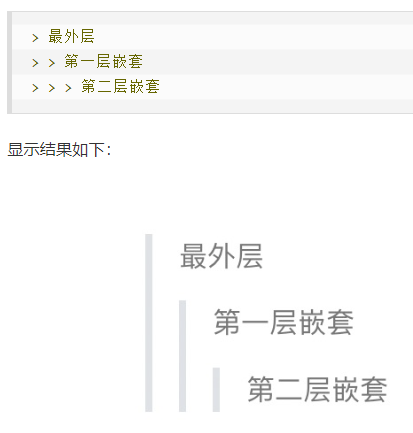 > 最外层
> > 第一层嵌套
> > > 第二层嵌套
显示结果如下：
最外层
第一层嵌套
第二层嵌套